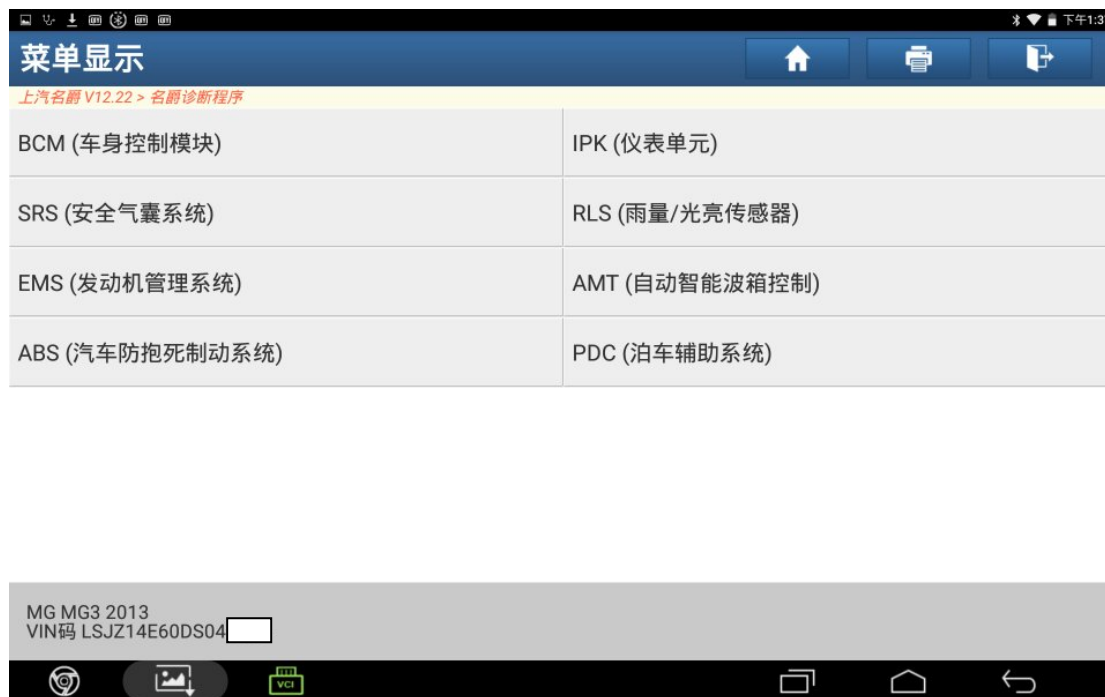 下午1:3
菜单显示
上汽名爵 V12.22 > 名爵诊断程序
BCM (车身控制模块)
IPK (仪表单元)
SRS (安全气囊系统)
RLS (雨量/光亮传感器)
EMS (发动机管理系统)
AMT (自动智能波箱控制)
ABS (汽车防抱死制动系统)
PDC (泊车辅助系统)
MG MG3 2013
VIN码 LSJZ14E60DS04
VCI